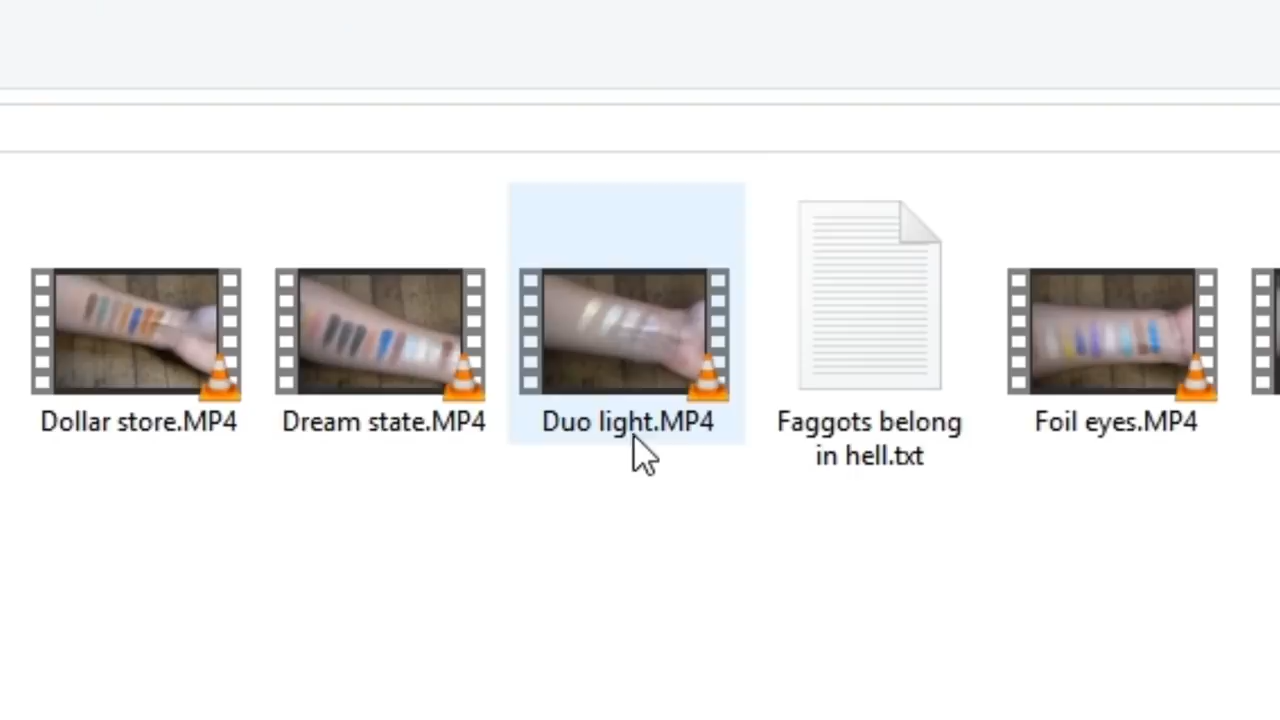 Dollar store.MP4
Dream state.MP4
Duo light.MP4
Faggots belong
in hell.txt
Foil eyes.MP4